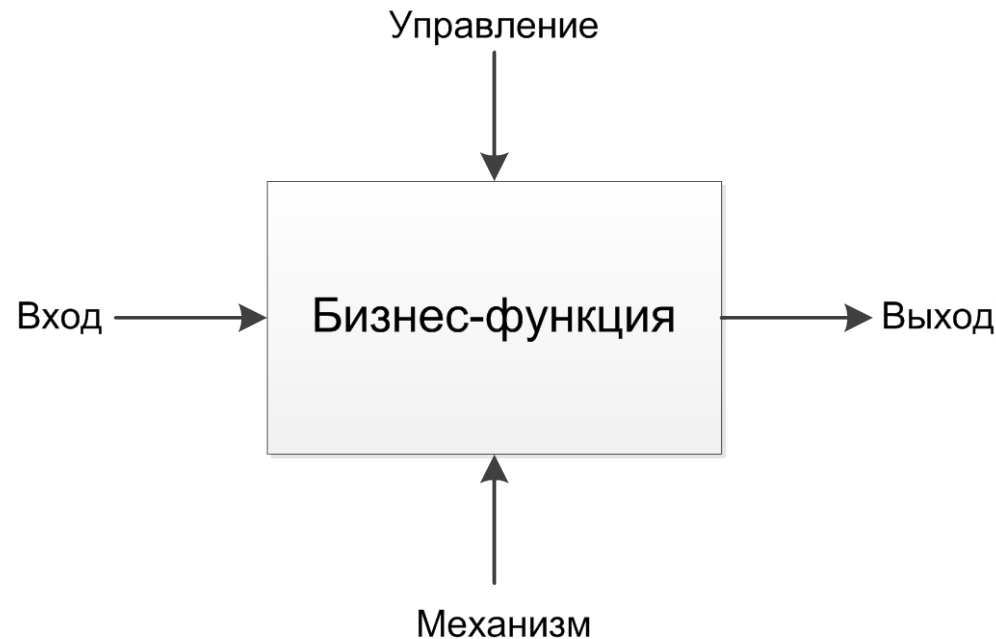 Управление
Вход
Бизнес-функция
Выход
Механизм